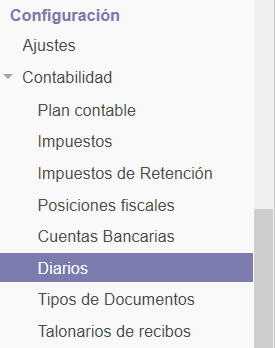 Configuración
Ajustes
Contabilidad
Plan contable
Impuestos
Impuestos de Retención
Posiciones fiscales
Cuentas Bancarias
Diarios
Tipos de Documentos
Talonarios de recibos